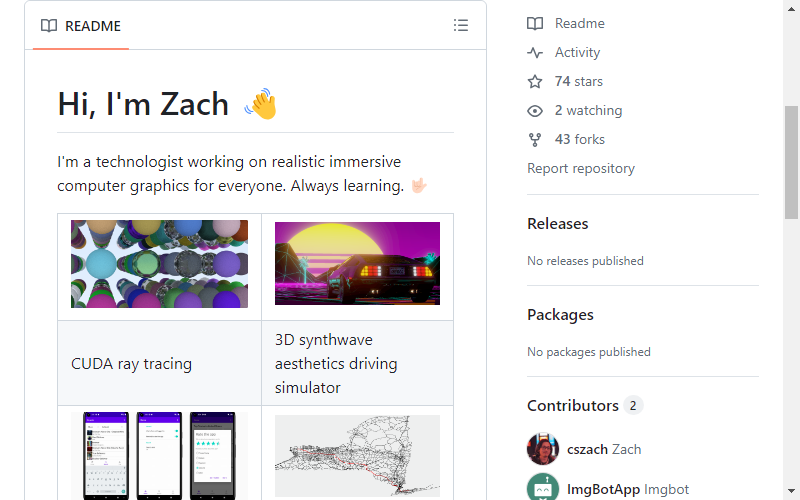 README
Hi, I'm Zach 👋
I'm a technologist working on realistic immersive
computer graphics for everyone. Always learning. 🤟🏻
CUDA ray tracing
3D synthwave
aesthetics driving
simulator
Readme
Activity
74 stars
2 watching
43 forks
Report repository
Releases
No releases published
Packages
No packages published
Contributors 2
cszach Zach
ImgBotApp Imgbot